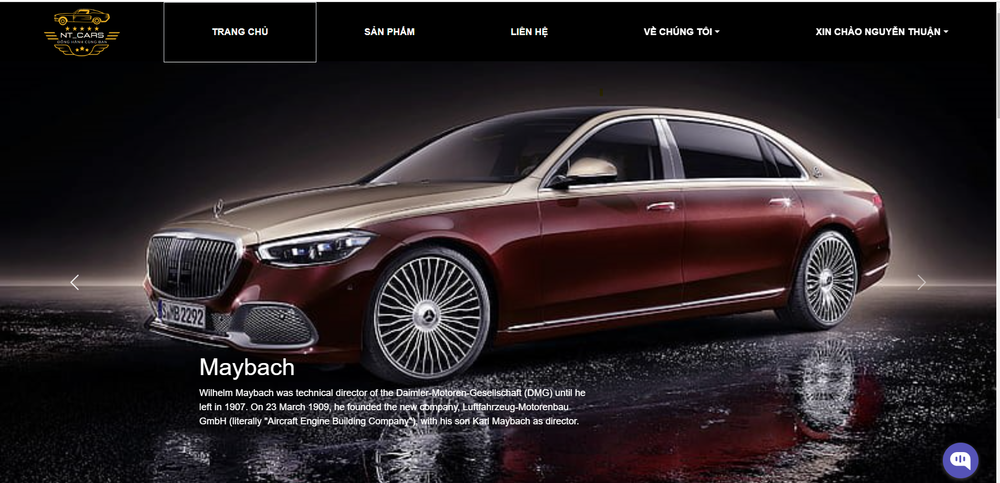 NT_CARS
ĐỒNG HÀNH CÙNG BẠN
TRANG CHỦ
SẢN PHẨM
LIÊN HỆ
VỀ CHÚNG TÔI
XIN CHÀO NGUYỄN THUẬN
B 2292
Maybach
Wilhelm Maybach was technical director of the Daimler-Motoren-Gesellschaft (DMG) until he
left in 1907. On 23 March 1909, he founded the new company, Luftfahrzeug-Motorenbau
GmbH (literally "Aircraft Engine Building Company"), with his son Karl Maybach as director.